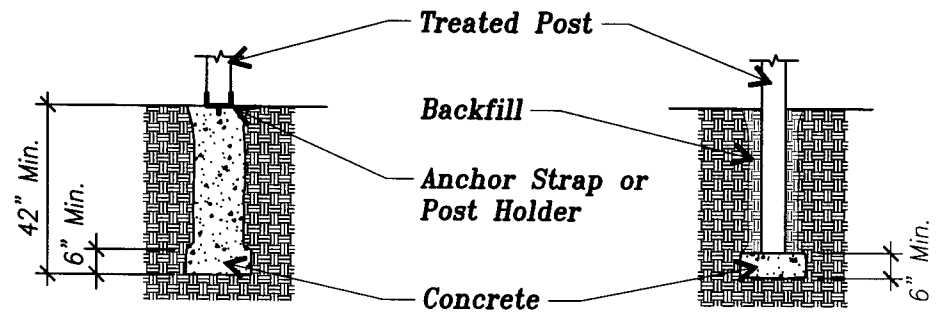 Treated Post
Backfill
Anchor Strap or
Post Holder
Concrete
42" Min.
6" Min.
6" Min.